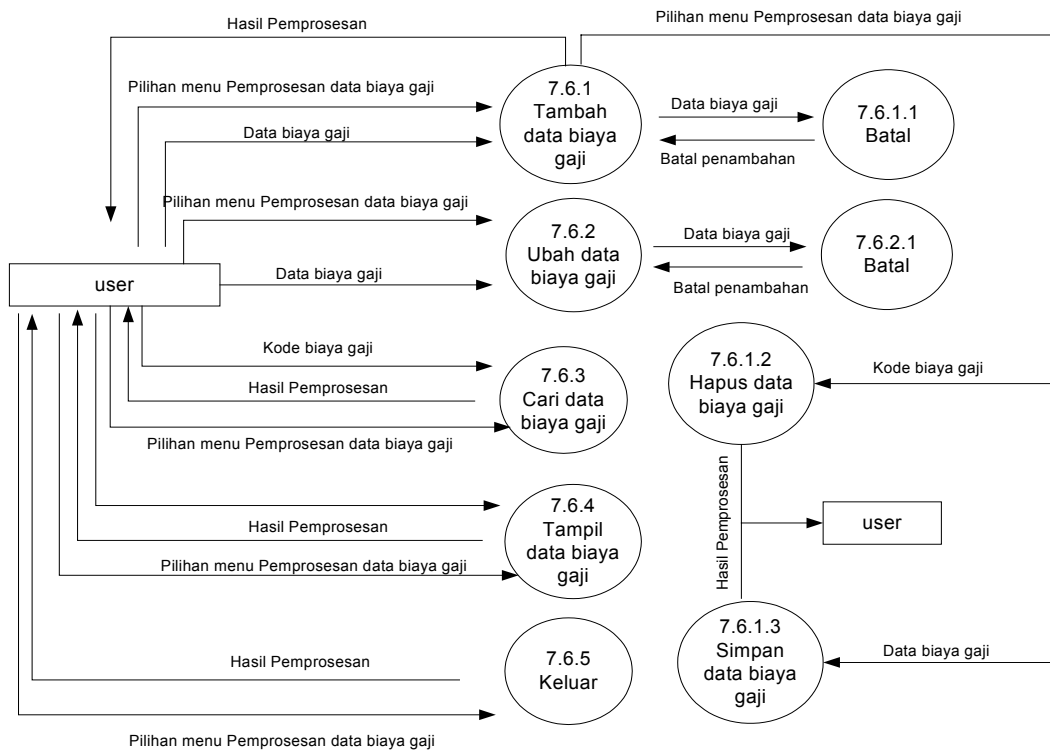 Hasil Pemprosesan
Pilihan menu Pemprosesan data biaya gaji
Pilihan menu Pemprosesan data biaya gaji
Data biaya gaji
7.6.1
Tambah
data biaya
gaji
Data biaya gaji
Batal penambahan
7.6.1.1
Batal
Pilihan menu Pemprosesan data biaya gaji
Data biaya gaji
7.6.2
Ubah data
biaya gaji
Data biaya gaji
Batal penambahan
7.6.2.1
Batal
user
Kode biaya gaji
Hasil Pemprosesan
Pilihan menu Pemprosesan data biaya gaji
7.6.3
Cari data
biaya gaji
7.6.1.2
Hapus data
biaya gaji
Kode biaya gaji
Hasil Pemprosesan
Pilihan menu Pemprosesan data biaya gaji
7.6.4
Tampil
data biaya
gaji
Hasil Pemprosesan
user
Hasil Pemprosesan
Pilihan menu Pemprosesan data biaya gaji
7.6.5
Keluar
7.6.1.3
Simpan
data biaya
gaji
Data biaya gaji